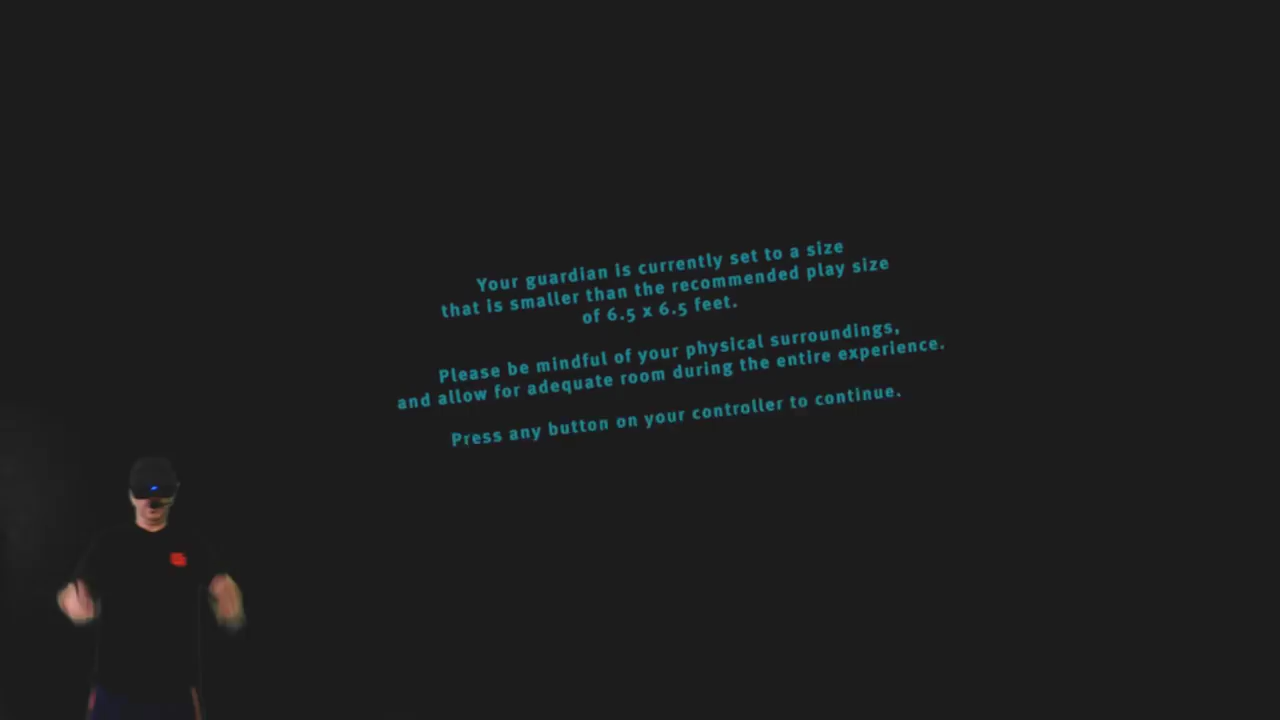 Your guardian is currently set to a size
that is smaller than the recommended play size
of 6.5 x 6.5 feet.
Please be mindful of your physical surroundings,
and allow for adequate room during the entire experience.
Press any button on your controller to continue.